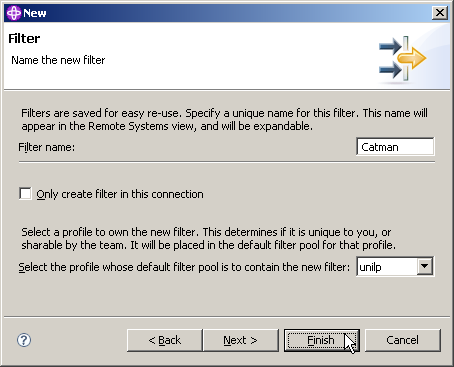 New
Filter
Name the new filter
Filters are saved for easy re-use. Specify a unique name for this filter. This name will
appear in the Remote Systems view, and will be expandable.
Filter name: Catman
Only create filter in this connection
Select a profile to own the new filter. This determines if it is unique to you, or
sharable by the team. It will be placed in the default filter pool for that profile.
Select the profile whose default filter pool is to contain the new filter: unilp
? < Back Next > Finish Cancel